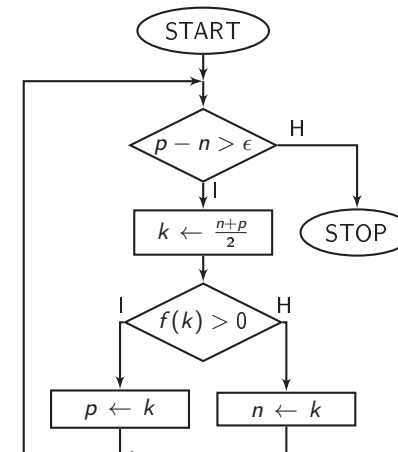 START
H
p − n > ϵ
I
k ← n+p/2
STOP
I
H
f(k) > 0
p ← k
n ← k